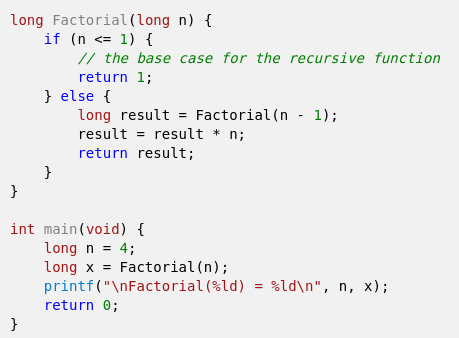 long Factorial(long n) {
    if (n <= 1) {
        // the base case for the recursive function
        return 1;
    } else {
        long result = Factorial(n - 1);
        result = result * n;
        return result;
    }
}

int main(void) {
    long n = 4;
    long x = Factorial(n);
    printf("\nFactorial(%ld) = %ld\n", n, x);
    return 0;
}